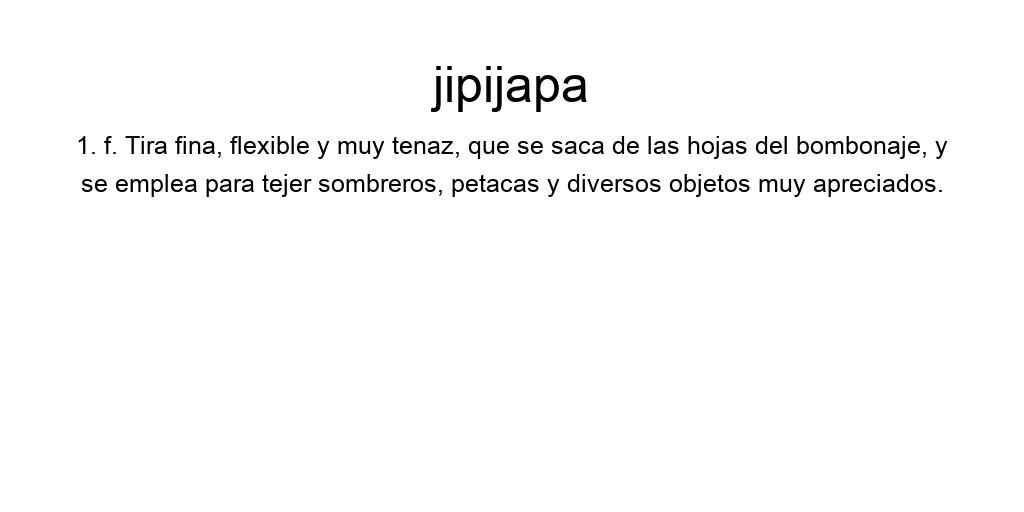 jipijapa
1. f. Tira fina, flexible y muy tenaz, que se saca de las hojas del bombonaje, y
se emplea para tejer sombreros, petacas y diversos objetos muy apreciados.